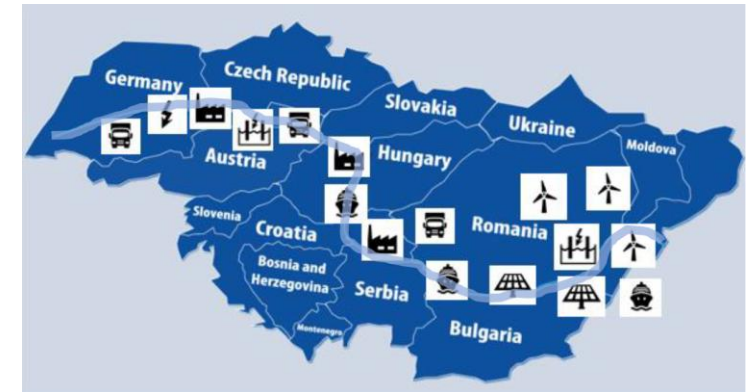 Germany
Czech Republic
Slovakia
Ukraine
Moldova
Austria
Hungary
Slovenia
Croatia
Romania
Bosnia and
Herzegovina
Serbia
Montenegro
Bulgaria